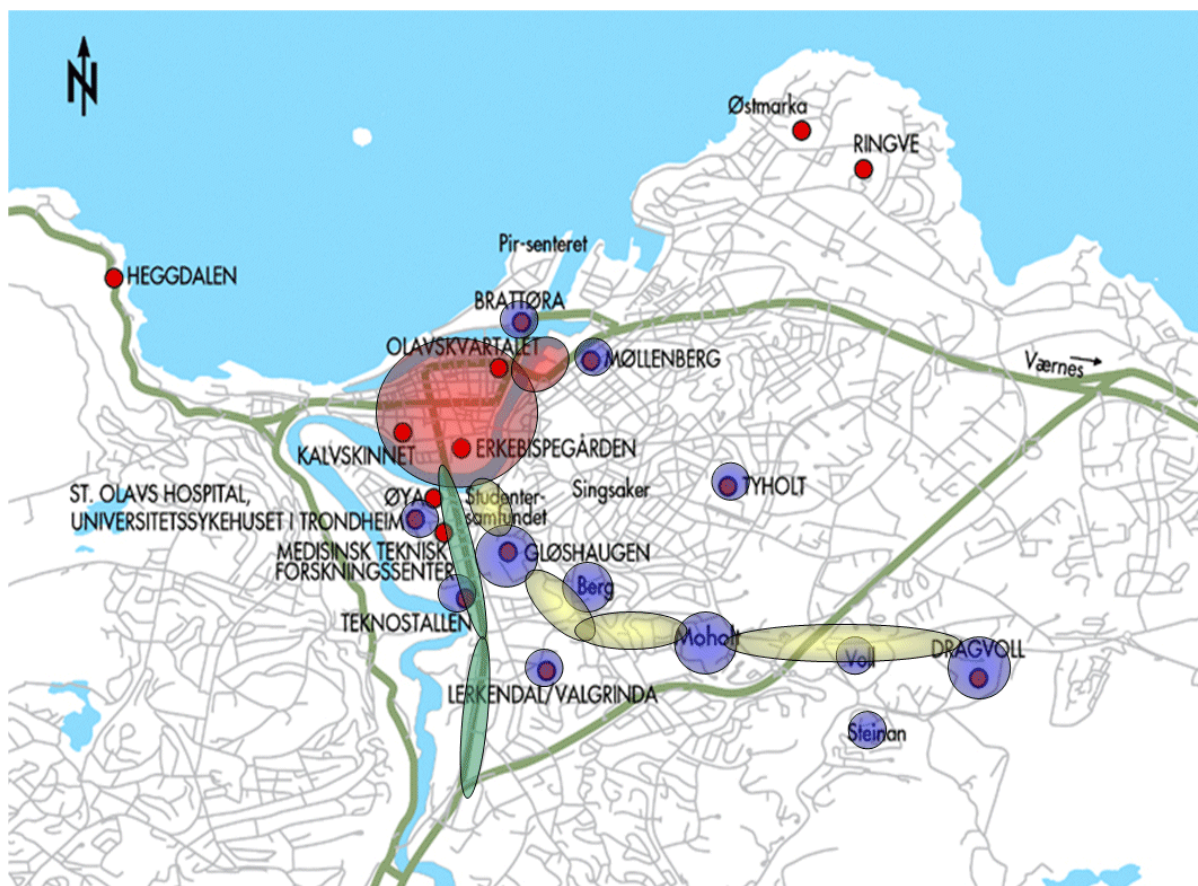 N
Østmarka
RINGVE
Pir-senteret
HEGGDALEN
BRATTØRA
OLAVSKVARTALET
MØLLENBERG
Værnes
KALVSKINNET
ERKEBISPEGÅRDEN
ST. OLAVS HOSPITAL,
UNIVERSITETSSYKEHUSET I TRONDHEIM
ØYA
Studenter-
samfundet
Singsaker
TYHOLT
MEDISINSK TEKNISK
FORSKNINGSSENTER
GLØSHAUGEN
Berg
TEKNOSTALLEN
Moholt
Voll
DRAGVOLL
LERKENDAL/VALGRINDA
Steinan